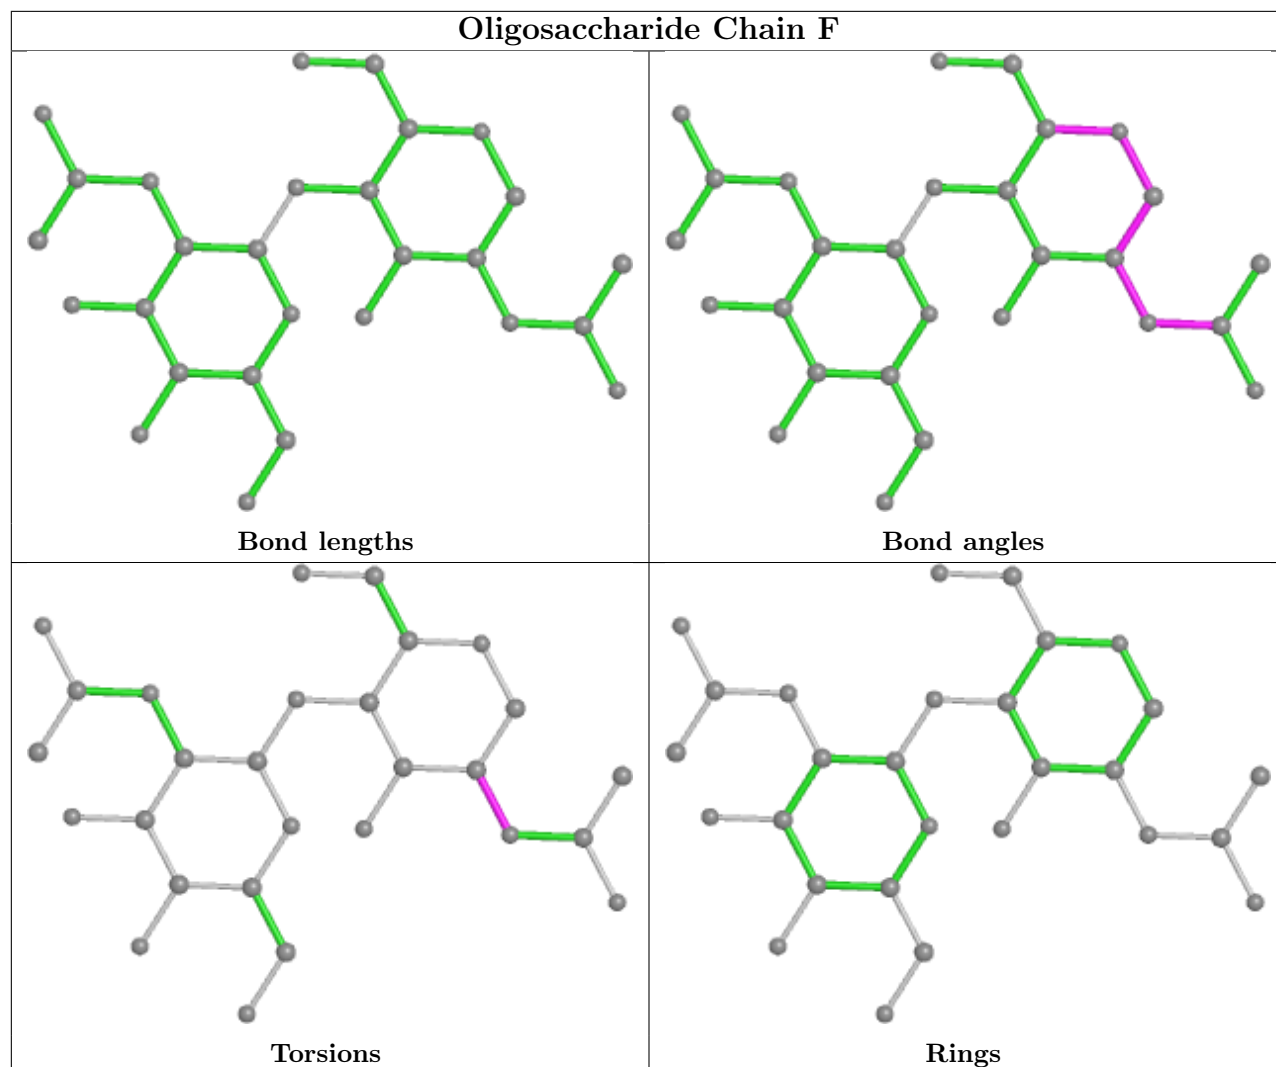 Oligosaccharide Chain F
Bond lengths
Bond angles
Torsions
Rings